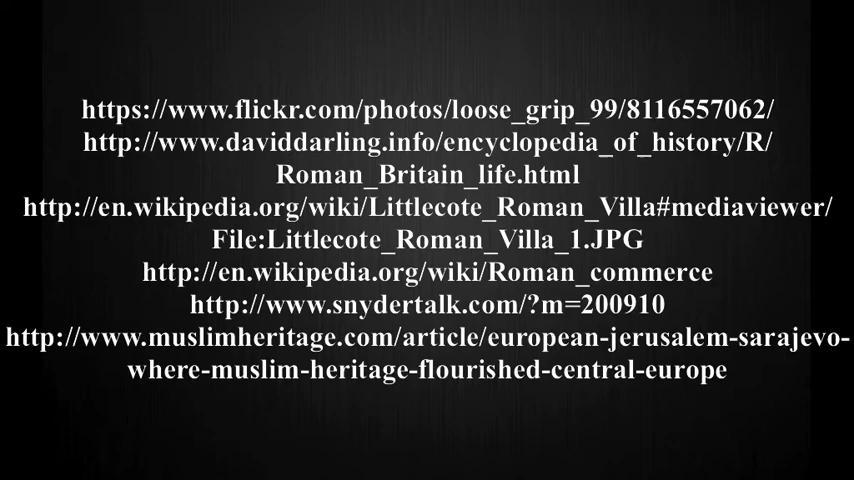 https://www.flickr.com/photos/loose_grip_99/8116557062/
http://www.daviddarling.info/encyclopedia_of_history/R/
Roman_Britain_life.html
http://en.wikipedia.org/wiki/Littlecote_Roman_Villa#mediaviewer/
File:Littlecote_Roman_Villa_1.JPG
http://en.wikipedia.org/wiki/Roman_commerce
http://www.snydertalk.com/?m=200910
http://www.muslimheritage.com/article/european-jerusalem-sarajevo-
where-muslim-heritage-flourished-central-europe